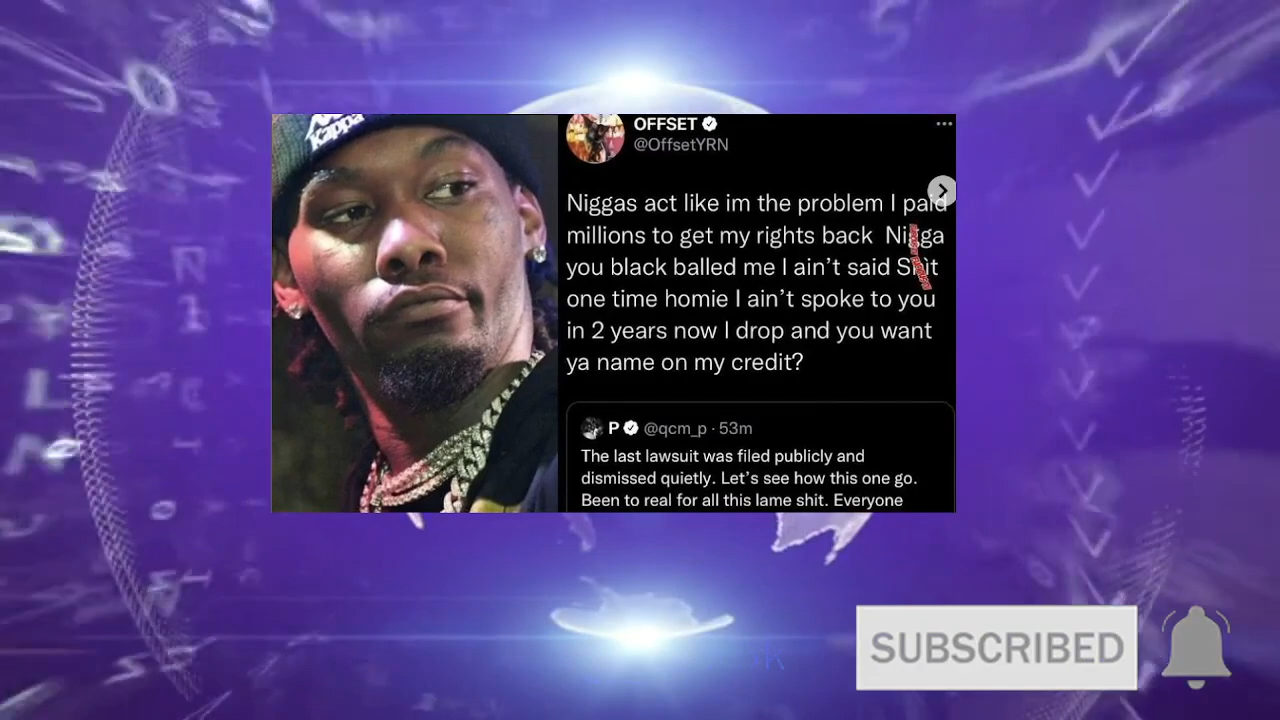 Kappa
OFFSET
@OffsetYRN
Niggas act like im the problem I paid
millions to get my rights back Nigga
you black balled me I ain't said Shit
one time homie I ain't spoke to you
in 2 years now I drop and you want
ya name on my credit?
P @qcm_p · 53m
The last lawsuit was filed publicly and
dismissed quietly. Let's see how this one go.
Been to real for all this lame shit. Everyone
SUBSCRIBED